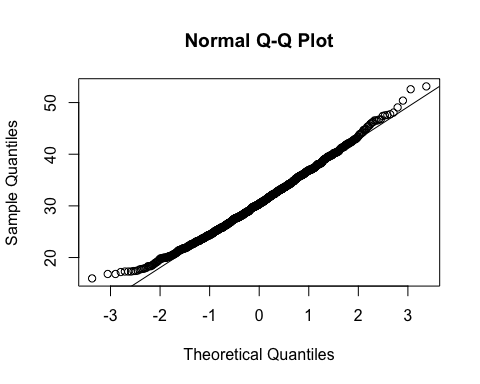 Normal Q-Q Plot
Sample Quantiles
50
40
30
20
-3 -2 -1 0 1 2 3
Theoretical Quantiles